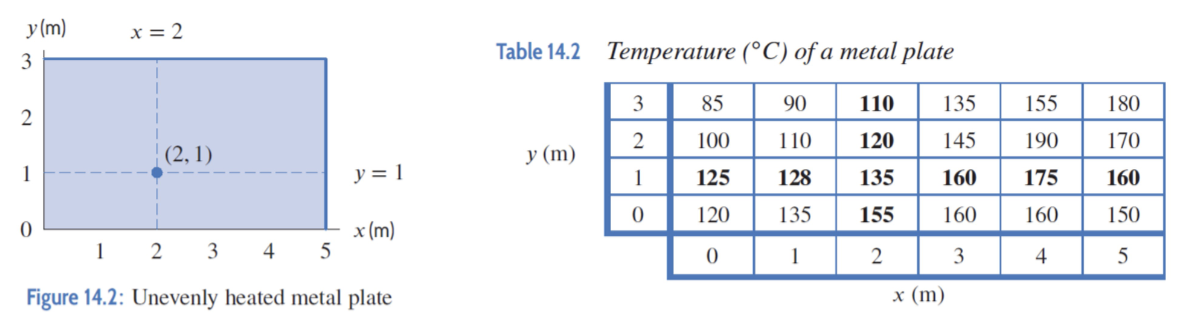 y (m)
x = 2
3
2
(2, 1)
1
y = 1
0
x (m)
1 2 3 4 5
Figure 14.2: Unevenly heated metal plate
Table 14.2 Temperature (°C) of a metal plate
3 85 90 110 135 155 180
2 100 110 120 145 190 170
y (m)
1 125 128 135 160 175 160
0 120 135 155 160 160 150
0 1 2 3 4 5
x (m)